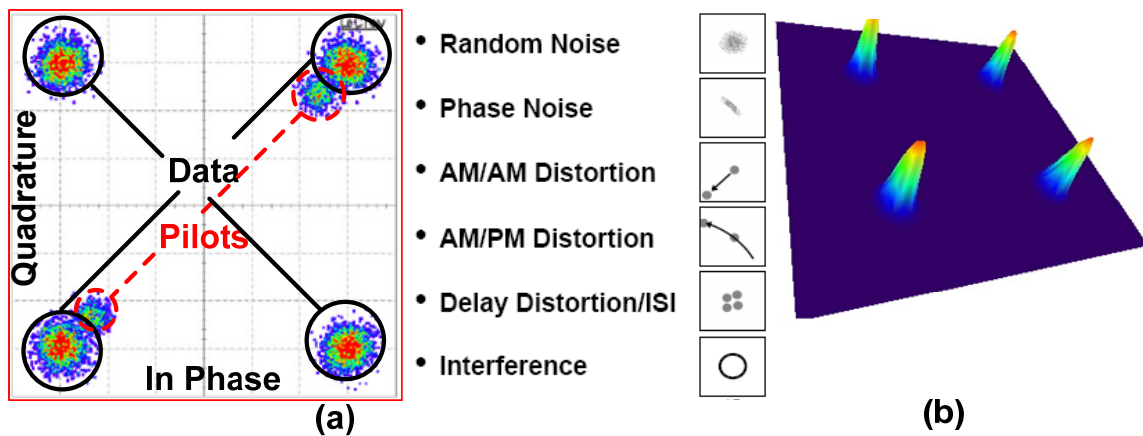 Quadrature
Data
Pilots
In Phase
(a)
• Random Noise
• Phase Noise
• AM/AM Distortion
• AM/PM Distortion
• Delay Distortion/ISI
• Interference
(b)